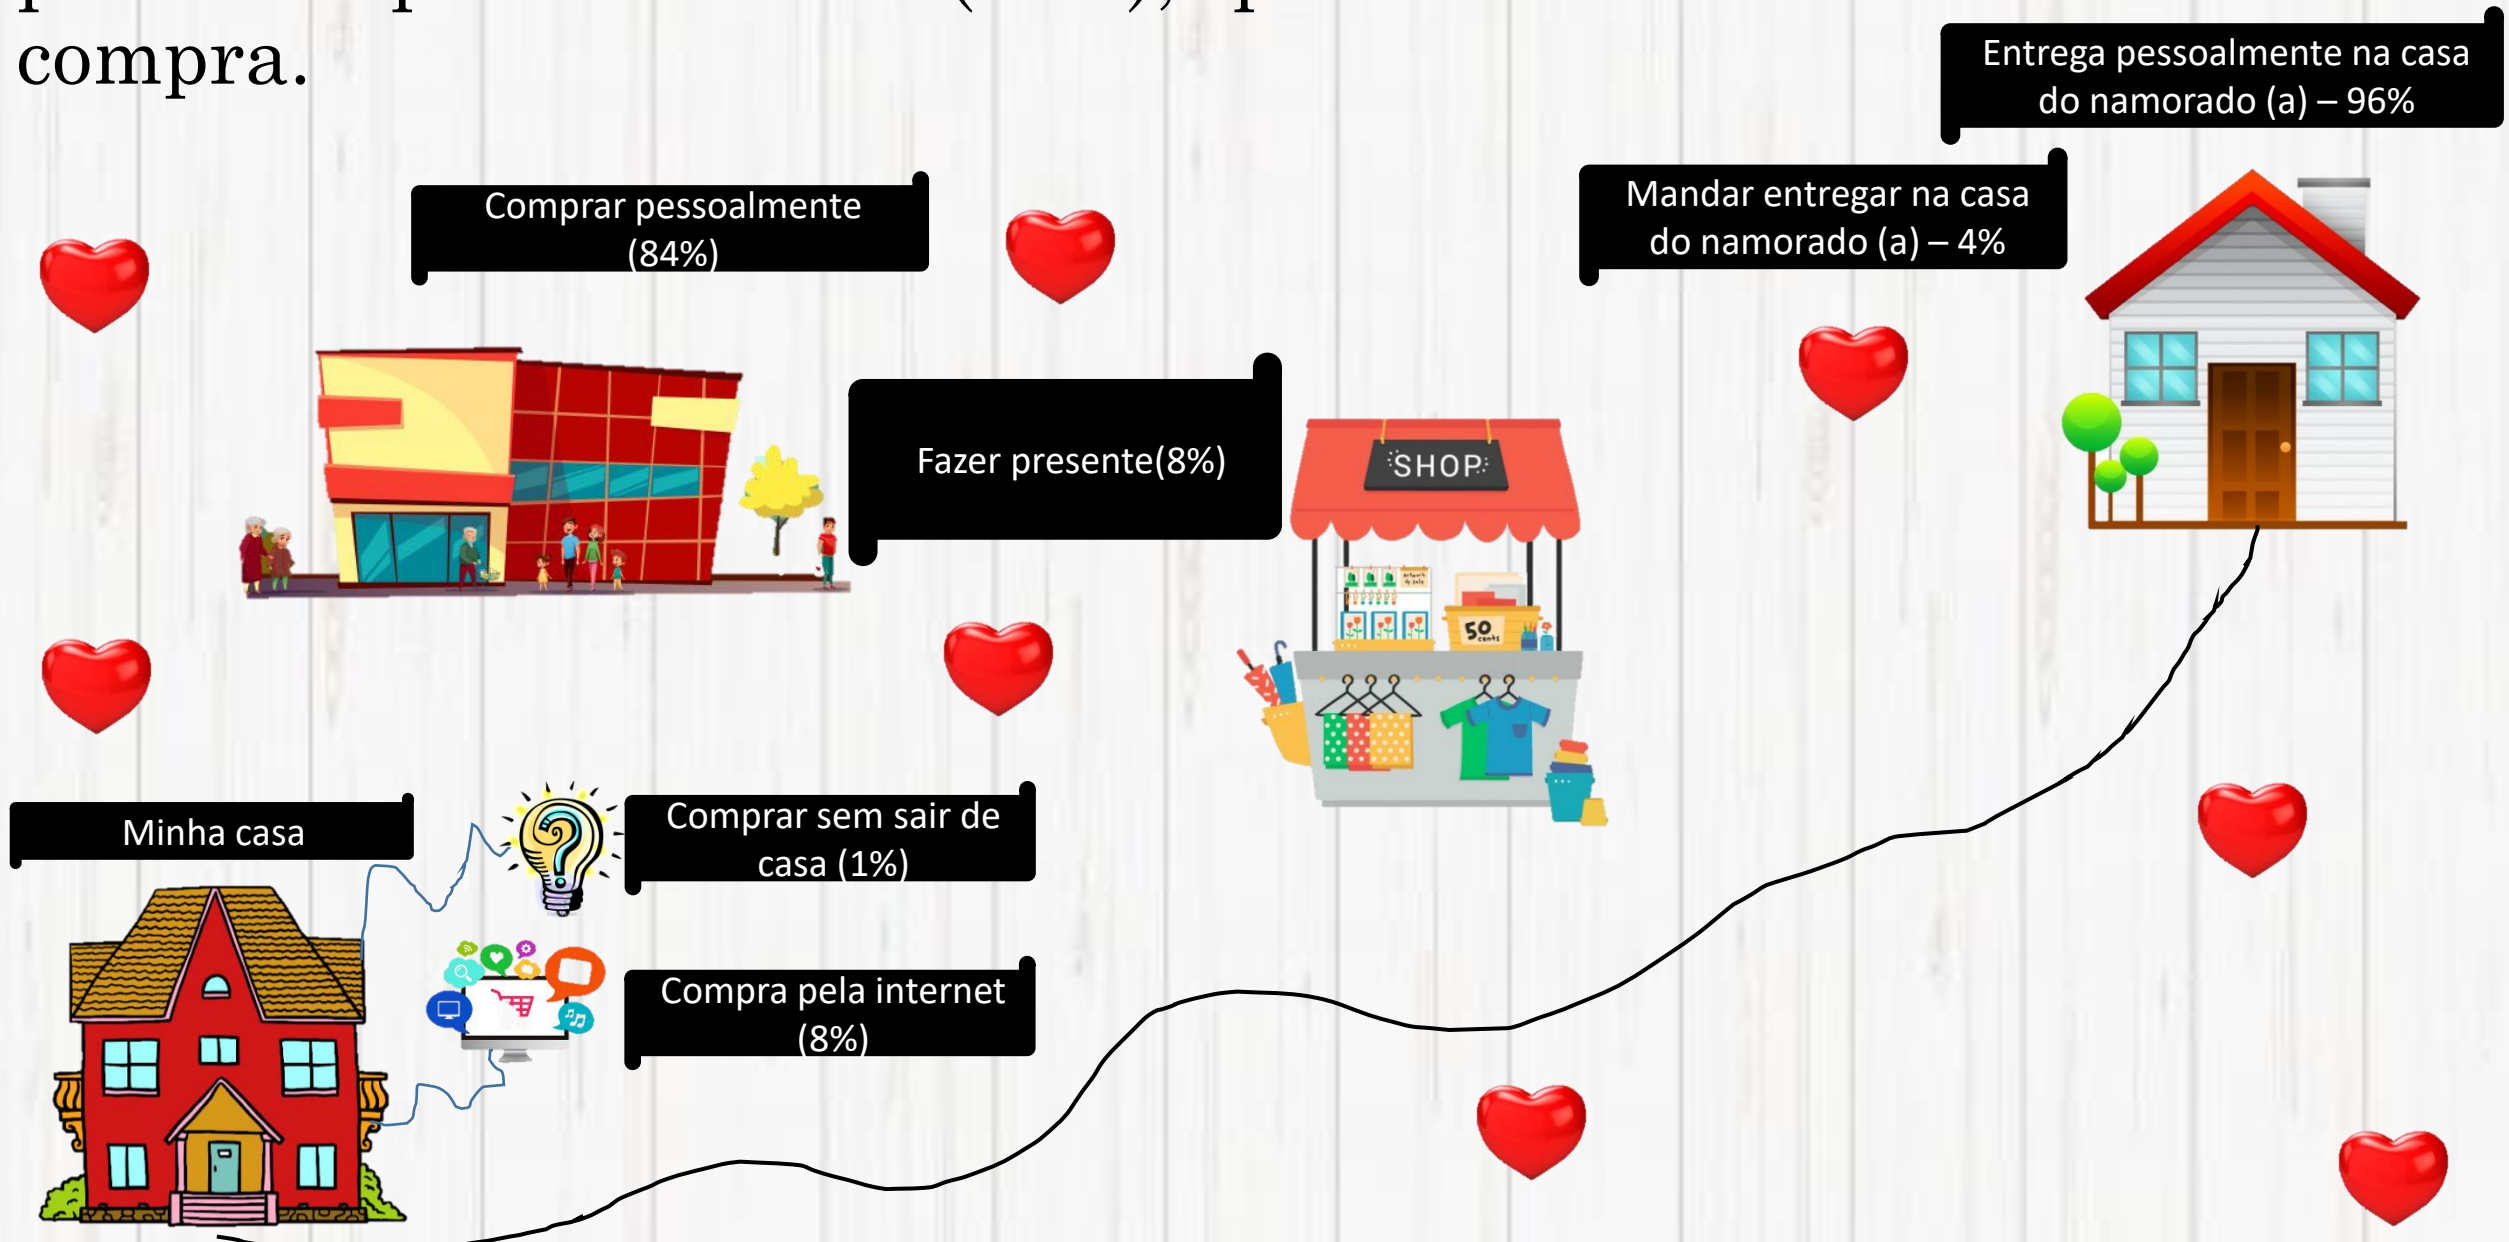 compra.
Entrega pessoalmente na casa
do namorado (a) – 96%
Mandar entregar na casa
do namorado (a) – 4%
Comprar pessoalmente
(84%)
Fazer presente(8%)
SHOP
50
cents
Minha casa
Comprar sem sair de
casa (1%)
Compra pela internet
(8%)